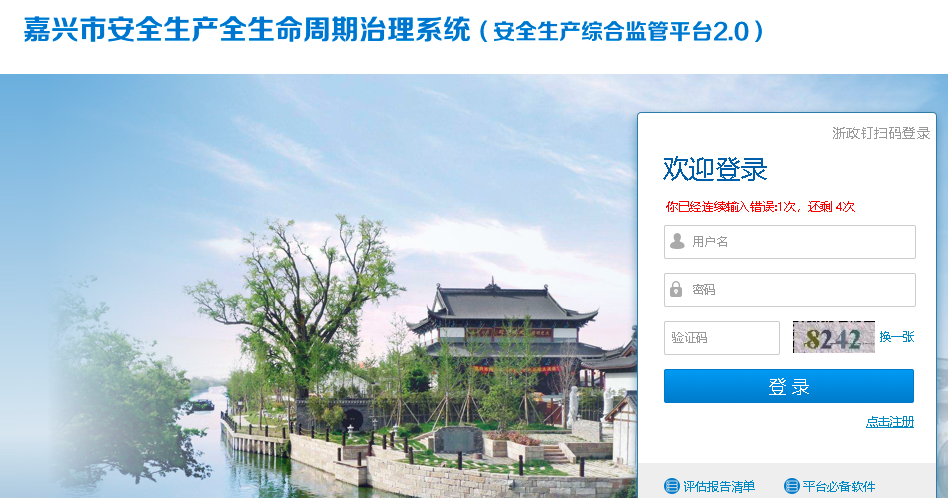 嘉兴市安全生产全生命周期治理系统（安全生产综合监管平台2.0）
浙政钉扫码登录
欢迎登录
你已经连续输入错误:1次，还剩 4次
用户名
密码
验证码 8242 换一张
登 录
点击注册
评估报告清单 平台必备软件